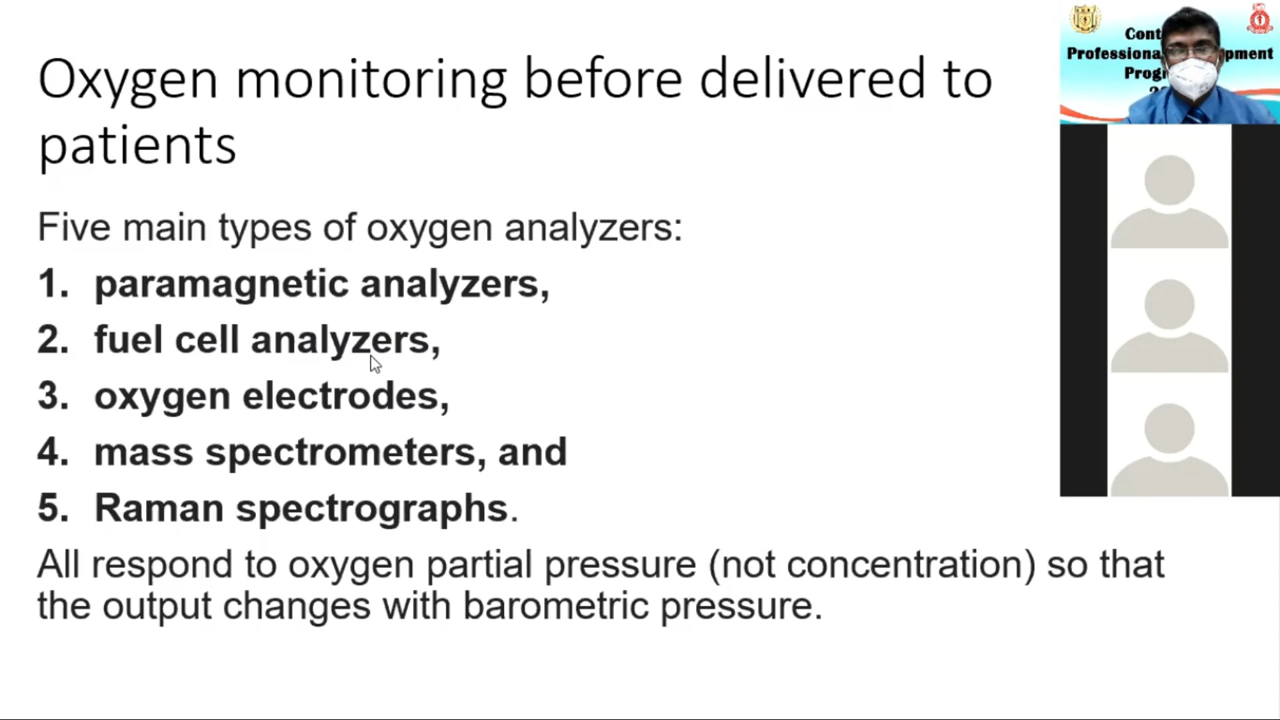 Oxygen monitoring before delivered to
patients
Five main types of oxygen analyzers:
1. paramagnetic analyzers,
2. fuel cell analyzers,
3. oxygen electrodes,
4. mass spectrometers, and
5. Raman spectrographs.
All respond to oxygen partial pressure (not concentration) so that
the output changes with barometric pressure.